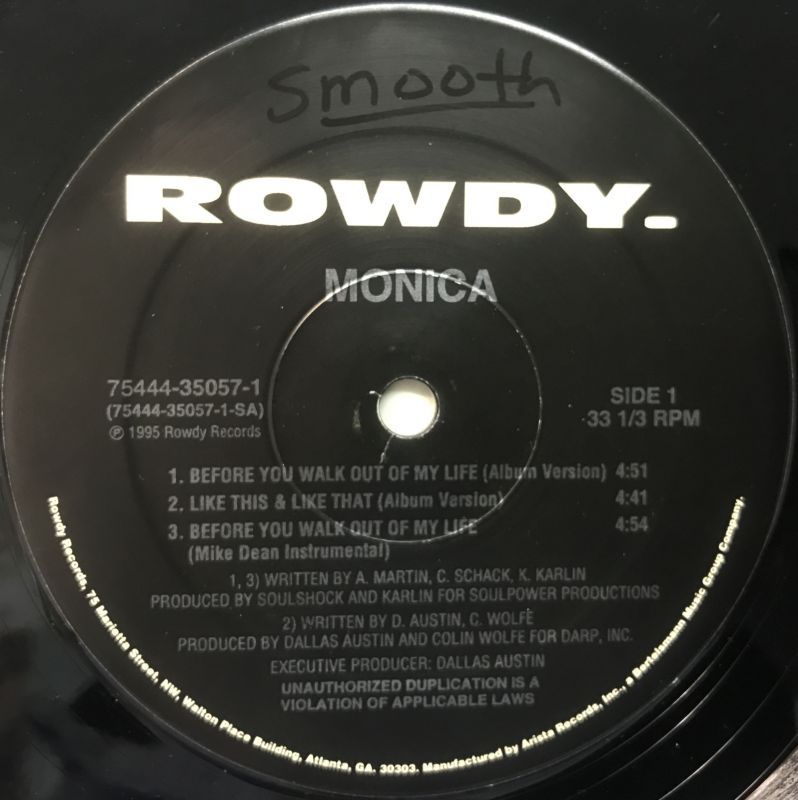 Smooth
ROWDY.
MONICA
75444-35057-1
(75444-35057-1-SA)
℗ 1995 Rowdy Records
SIDE 1
33 1/3 RPM
1. BEFORE YOU WALK OUT OF MY LIFE (Album Version) 4:51
2. LIKE THIS & LIKE THAT (Album Version) 4:41
3. BEFORE YOU WALK OUT OF MY LIFE 4:54
(Mike Dean Instrumental)
1, 3) WRITTEN BY A. MARTIN, C. SCHACK, K. KARLIN
PRODUCED BY SOULSHOCK AND KARLIN FOR SOULPOWER PRODUCTIONS
2) WRITTEN BY D. AUSTIN, C. WOLFE
PRODUCED BY DALLAS AUSTIN AND COLIN WOLFE FOR DARP, INC.
EXECUTIVE PRODUCER: DALLAS AUSTIN
UNAUTHORIZED DUPLICATION IS A
VIOLATION OF APPLICABLE LAWS
Rowdy Records, 75 Marietta Street, NW, Walton Place Building, Atlanta, GA. 30303. Manufactured by Arista Records, Inc., a Bertelsmann Music Group Company.